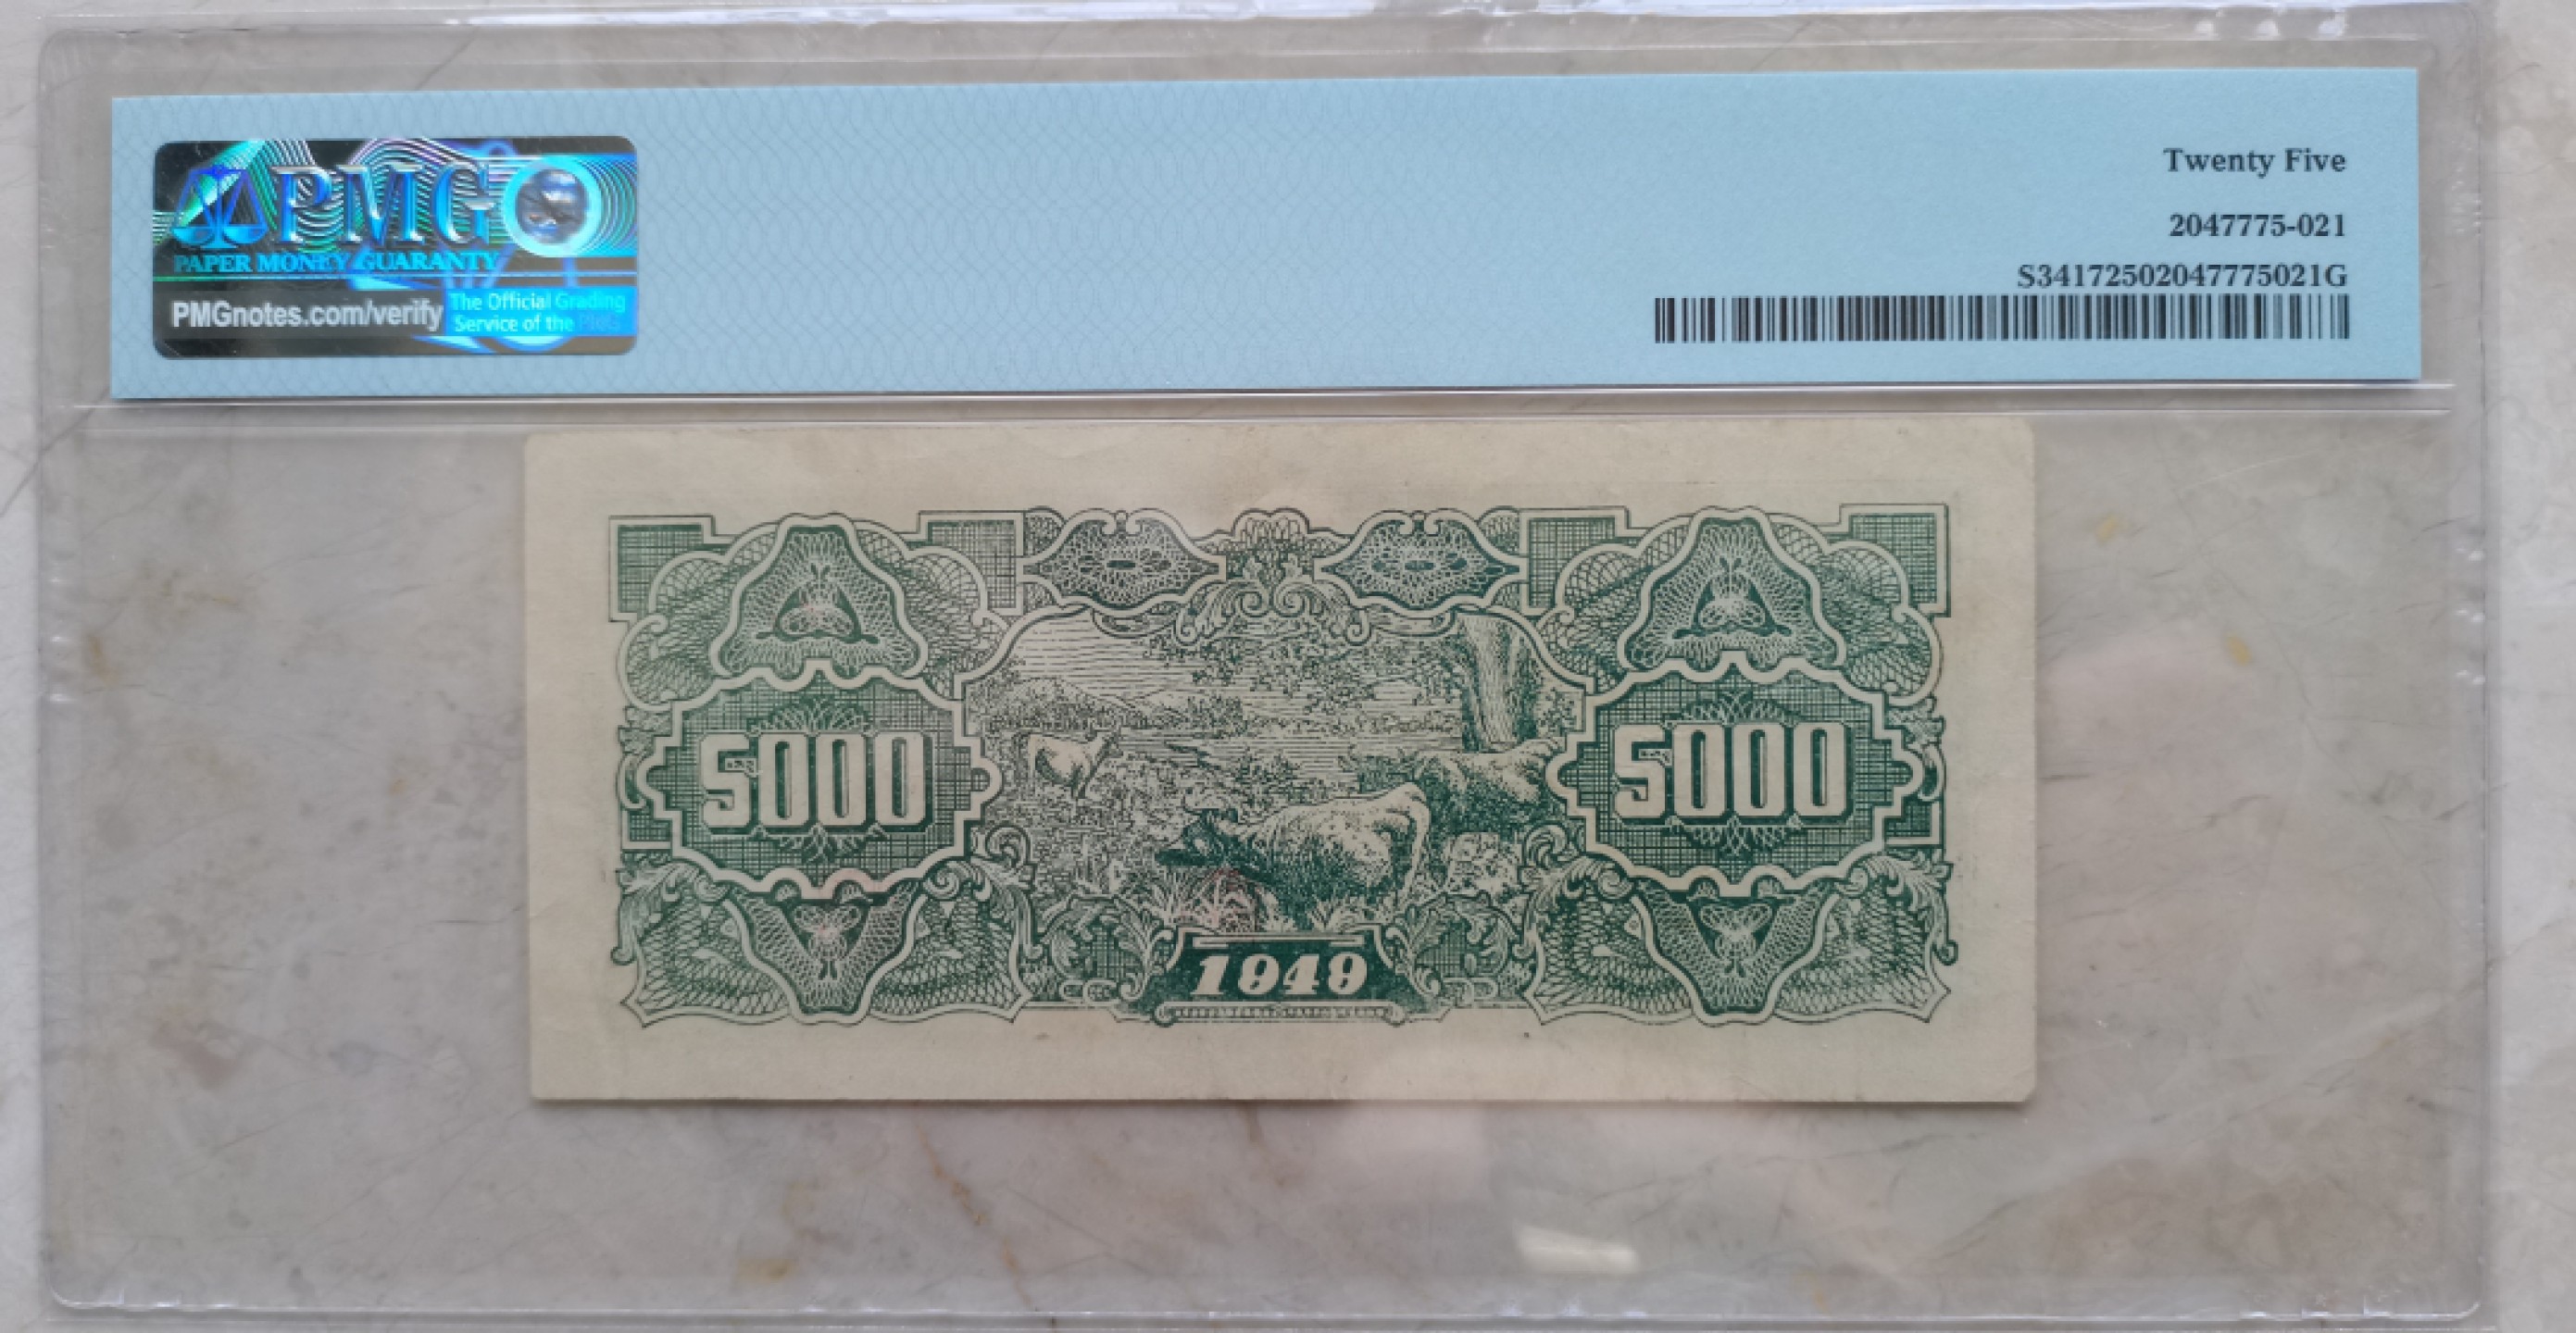 Twenty Five
2047775-021
S34172502047775021G
PMG
PAPER MONEY GUARANTY
PMGnotes.com/verify
The Official Grading
Service of the PNG
5000
5000
1949